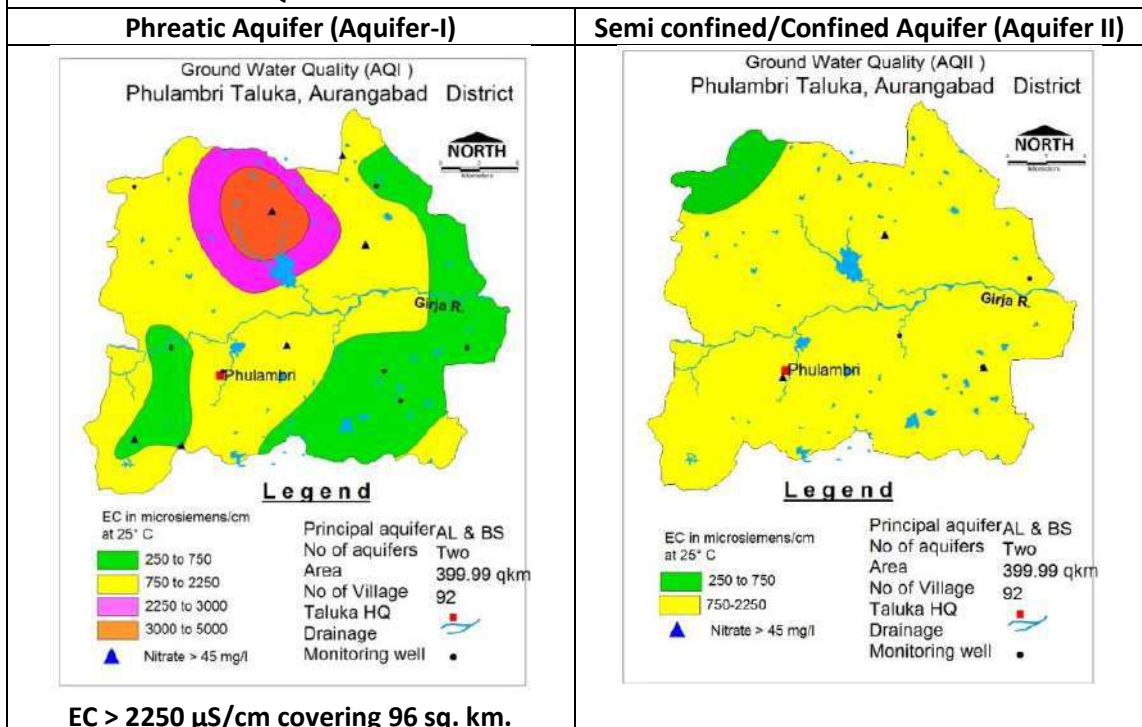 Phreatic Aquifer (Aquifer-I)
Ground Water Quality (AQI )
Phulambri Taluka, Aurangabad District
NORTH
Girja R.
Phulambri
Legend
EC in microsiemens/cm
at 25° C
250 to 750
750 to 2250
2250 to 3000
3000 to 5000
Nitrate > 45 mg/l
Principal aquifer AL & BS
No of aquifers Two
Area 399.99 qkm
No of Village 92
Taluka HQ
Drainage
Monitoring well
EC > 2250 µS/cm covering 96 sq. km.
Semi confined/Confined Aquifer (Aquifer II)
Ground Water Quality (AQII )
Phulambri Taluka, Aurangabad District
NORTH
Girja R.
Phulambri
Legend
EC in microsiemens/cm
at 25° C
250 to 750
750-2250
Nitrate > 45 mg/l
Principal aquifer AL & BS
No of aquifers Two
Area 399.99 qkm
No of Village 92
Taluka HQ
Drainage
Monitoring well